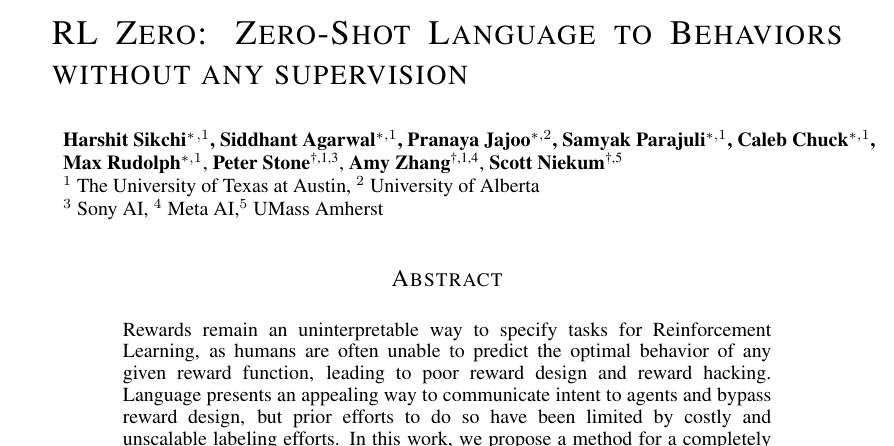 RL ZERO: ZERO-SHOT LANGUAGE TO BEHAVIORS
WITHOUT ANY SUPERVISION
Harshit Sikchi*,1, Siddhant Agarwal*,1, Pranaya Jajoo*,2, Samyak Parajuli*,1, Caleb Chuck*,1,
Max Rudolph*,1, Peter Stone†,1,3, Amy Zhang†,1,4, Scott Niekum†,5
1 The University of Texas at Austin, 2 University of Alberta
3 Sony AI, 4 Meta AI,5 UMass Amherst
ABSTRACT
Rewards remain an uninterpretable way to specify tasks for Reinforcement
Learning, as humans are often unable to predict the optimal behavior of any
given reward function, leading to poor reward design and reward hacking.
Language presents an appealing way to communicate intent to agents and bypass
reward design, but prior efforts to do so have been limited by costly and
unscalable labeling efforts. In this work, we propose a method for a completely